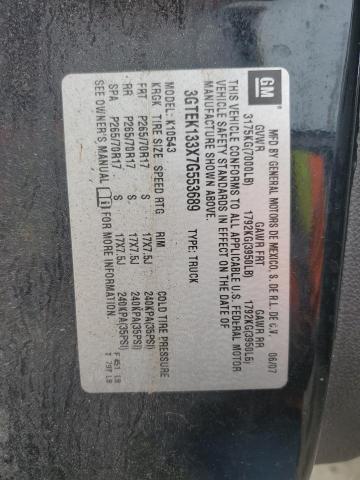 GM
MFD BY GENERAL MOTORS DE MEXICO, S. DE R.L. DE C.V. 06/07
GVWR GAWR FRT GAWR RR
3175KG(7000LB) 1792KG(3950LB) 1792KG(3950LB)
THIS VEHICLE CONFORMS TO ALL APPLICABLE U.S. FEDERAL MOTOR
VEHICLE SAFETY STANDARDS IN EFFECT ON THE DATE OF
MANUFACTURE SHOWN ABOVE.
3GTEK133X7G553689 TYPE: TRUCK
K10543
KRGK TIRE SIZE SPEED RTG RIM COLD TIRE PRESSURE
FRT P265/70R17 S 17X7.5J 240KPA(35PSI)
RR P265/70R17 S 17X7.5J 240KPA(35PSI)
SPA P265/70R17 S 17X7.5J 240KPA(35PSI)
SEE OWNER'S MANUAL i FOR MORE INFORMATION.
F 451 LB
T 797 LB